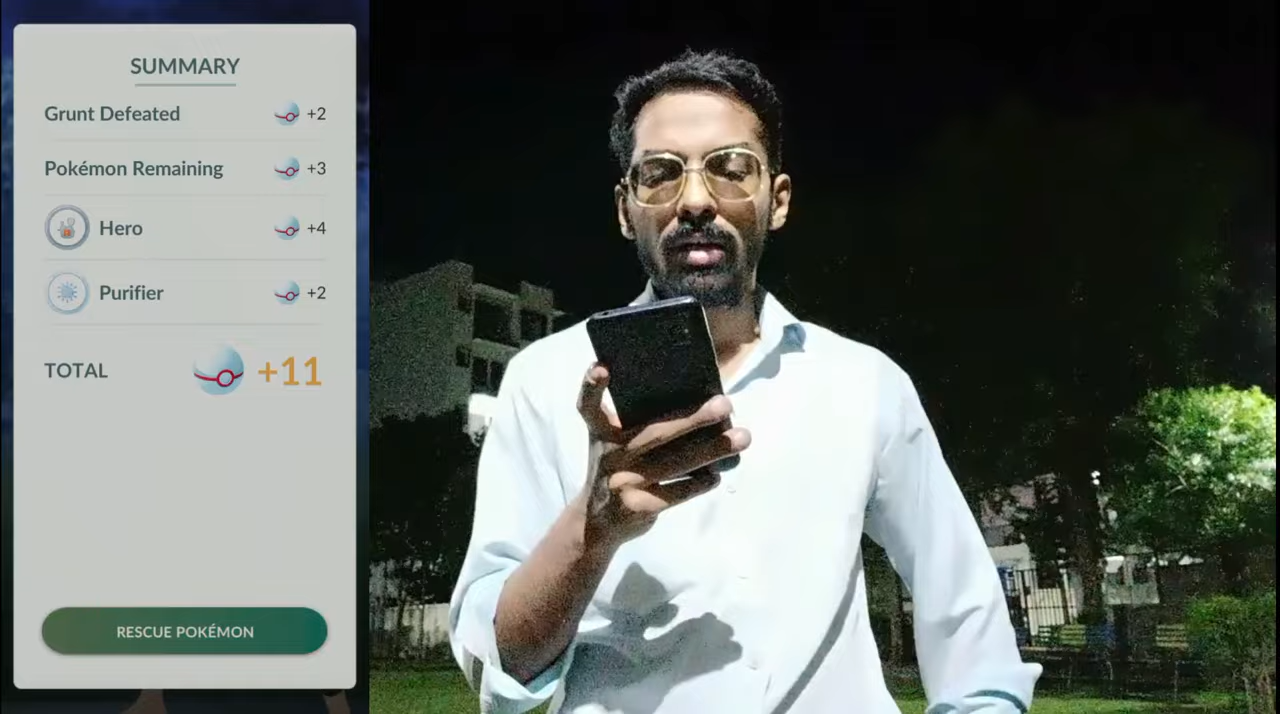 SUMMARY
Grunt Defeated +2
Pokémon Remaining +3
Hero +4
Purifier +2
TOTAL +11
RESCUE POKÉMON